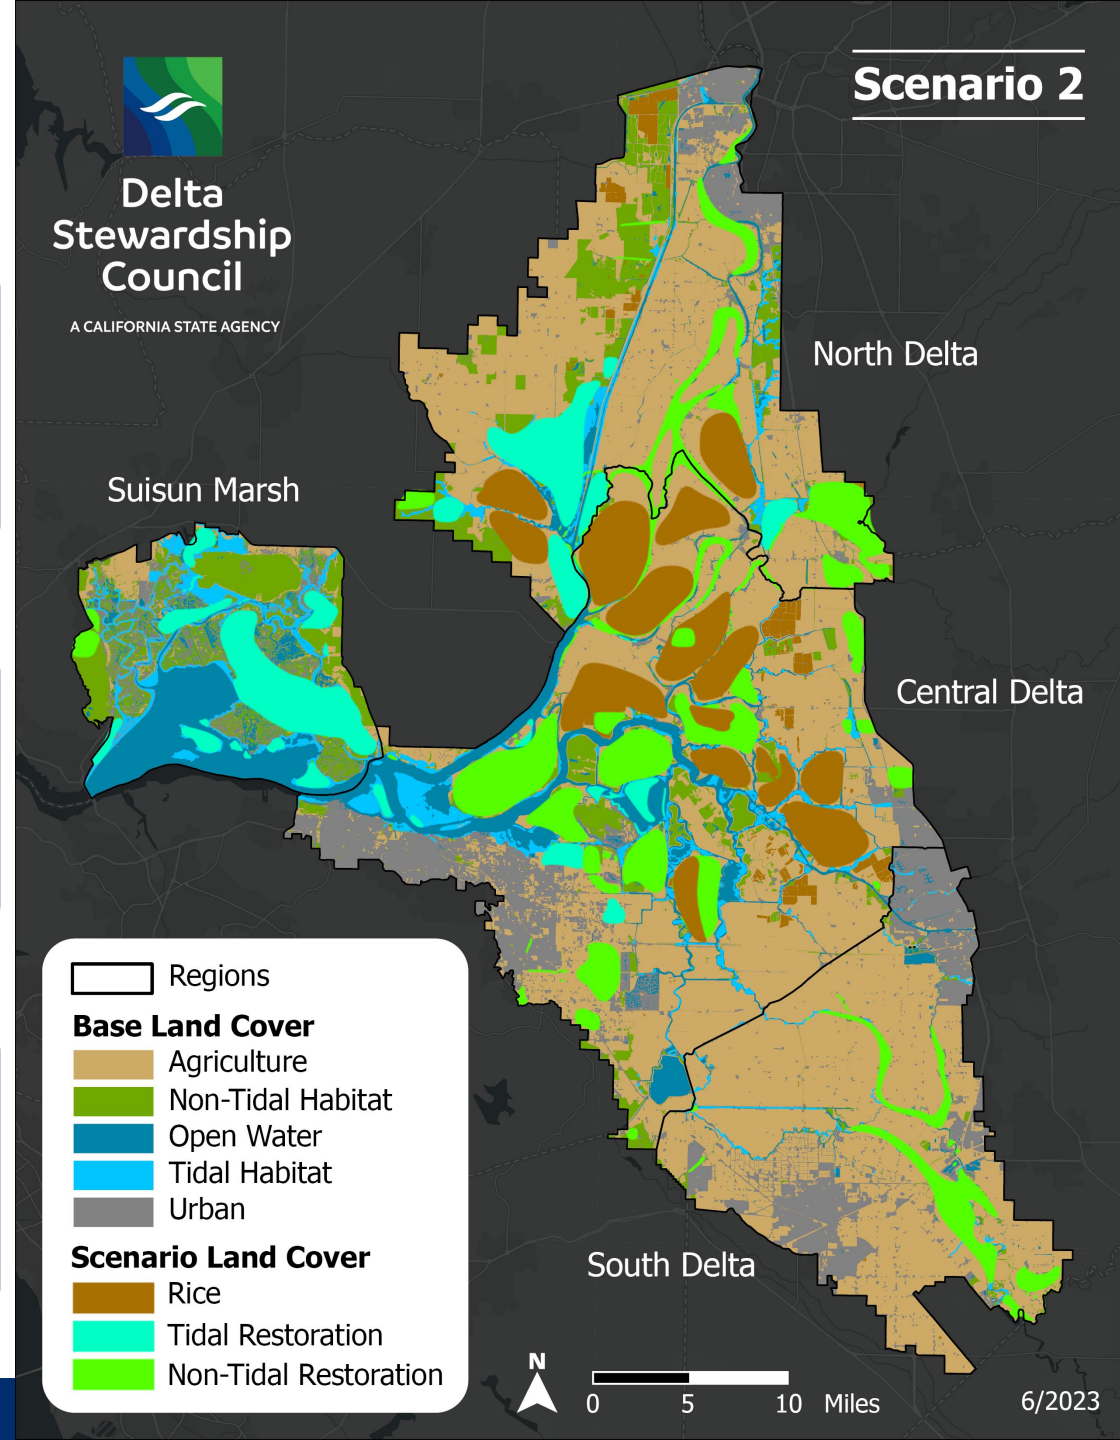 Scenario 2
Delta
Stewardship
Council
A CALIFORNIA STATE AGENCY
North Delta
Suisun Marsh
Central Delta
South Delta
Regions
Base Land Cover
Agriculture
Non-Tidal Habitat
Open Water
Tidal Habitat
Urban
Scenario Land Cover
Rice
Tidal Restoration
Non-Tidal Restoration
N
0 5 10 Miles
6/2023